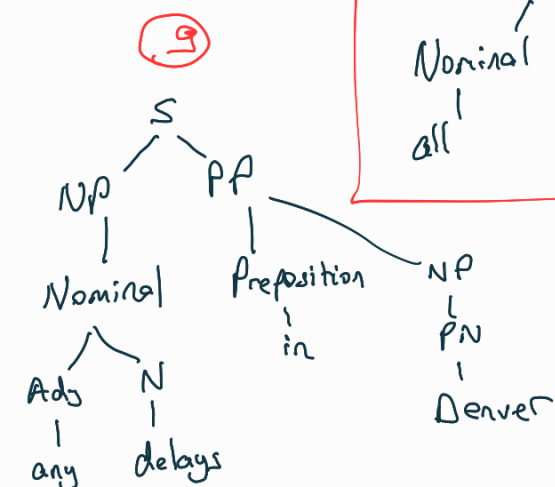 S
NP PP
Nominal Preposition NP
in PN
Adj N Denver
any delays
Nominal
all